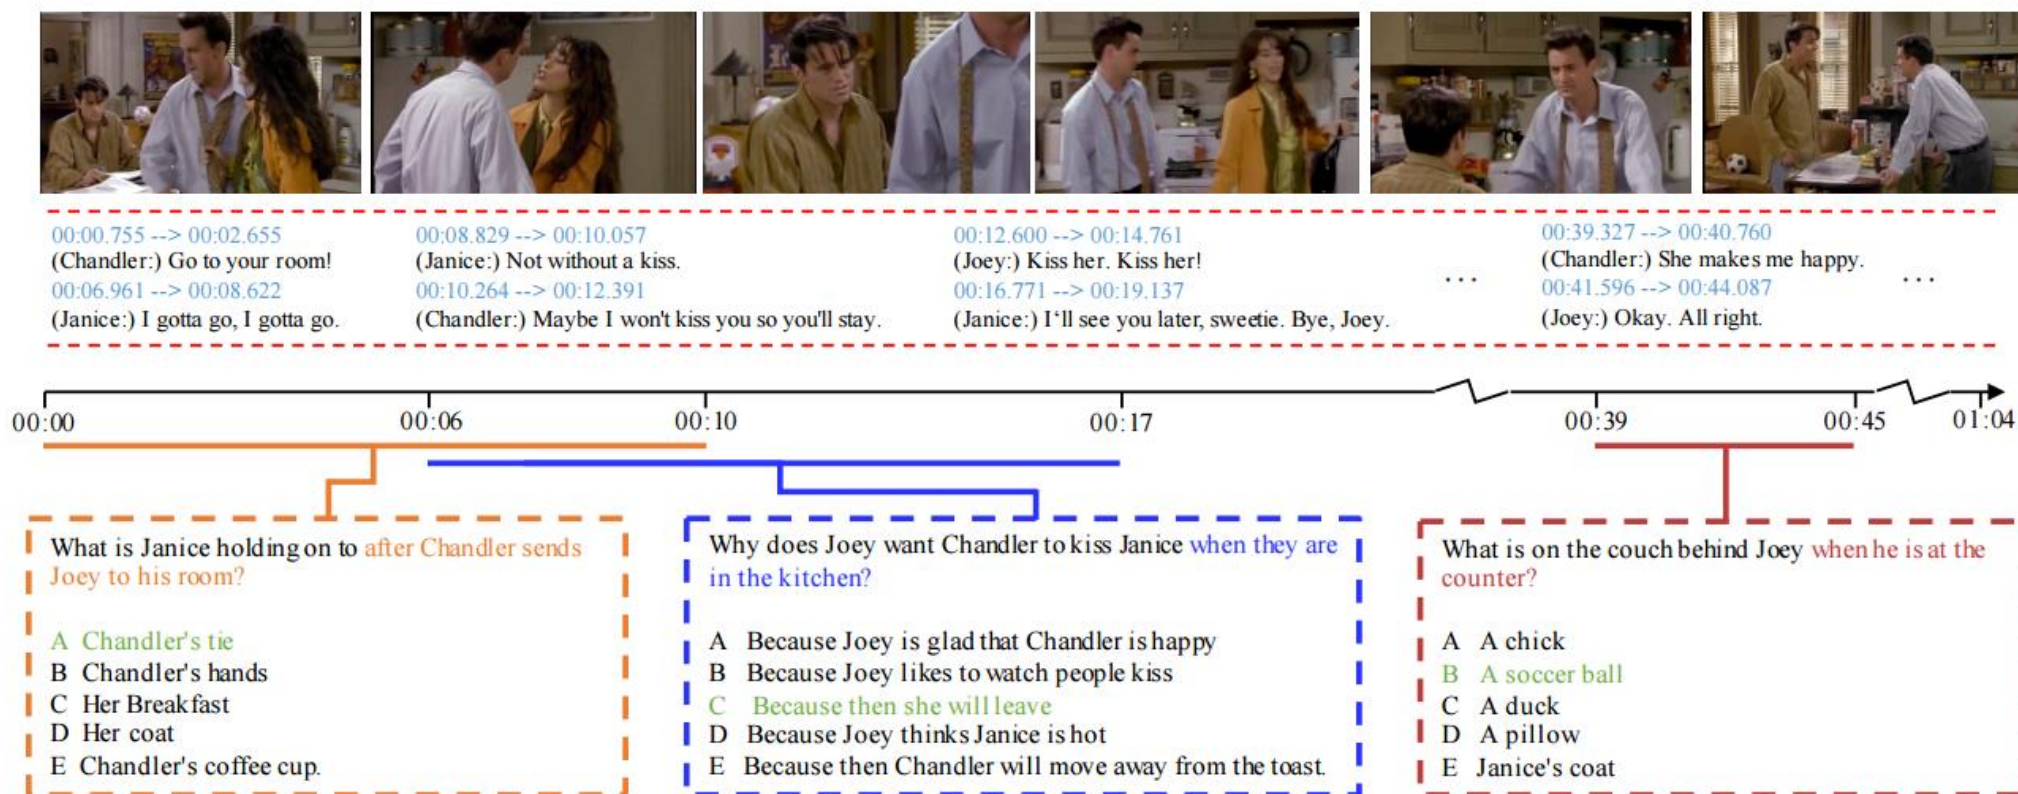 00:00.755 --> 00:02.655
(Chandler:) Go to your room!
00:06.961 --> 00:08.622
(Janice:) I gotta go, I gotta go.
00:08.829 --> 00:10.057
(Janice:) Not without a kiss.
00:10.264 --> 00:12.391
(Chandler:) Maybe I won't kiss you so you'll stay.
00:12.600 --> 00:14.761
(Joey:) Kiss her. Kiss her!
00:16.771 --> 00:19.137
(Janice:) I‘ll see you later, sweetie. Bye, Joey.
...
00:39.327 --> 00:40.760
(Chandler:) She makes me happy.
00:41.596 --> 00:44.087
(Joey:) Okay. All right.
...
00:00
00:06
00:10
00:17
00:39
00:45
01:04
What is Janice holding on to after Chandler sends
Joey to his room?
A Chandler's tie
B Chandler's hands
C Her Breakfast
D Her coat
E Chandler's coffee cup.
Why does Joey want Chandler to kiss Janice when they are
in the kitchen?
A Because Joey is glad that Chandler is happy
B Because Joey likes to watch people kiss
C Because then she will leave
D Because Joey thinks Janice is hot
E Because then Chandler will move away from the toast.
What is on the couch behind Joey when he is at the
counter?
A A chick
B A soccer ball
C A duck
D A pillow
E Janice's coat